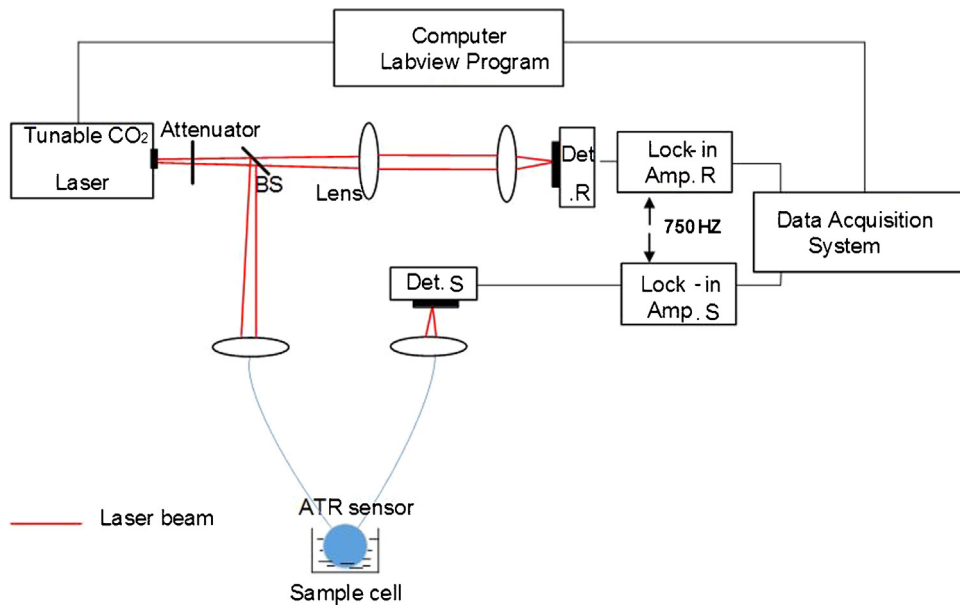 Computer
Labview Program
Tunable CO₂
Laser
Attenuator
BS
Lens
Det
.R
Lock-in
Amp. R
750 HZ
Data Acquisition
System
Det. S
Lock -in
Amp. S
ATR sensor
Laser beam
Sample cell